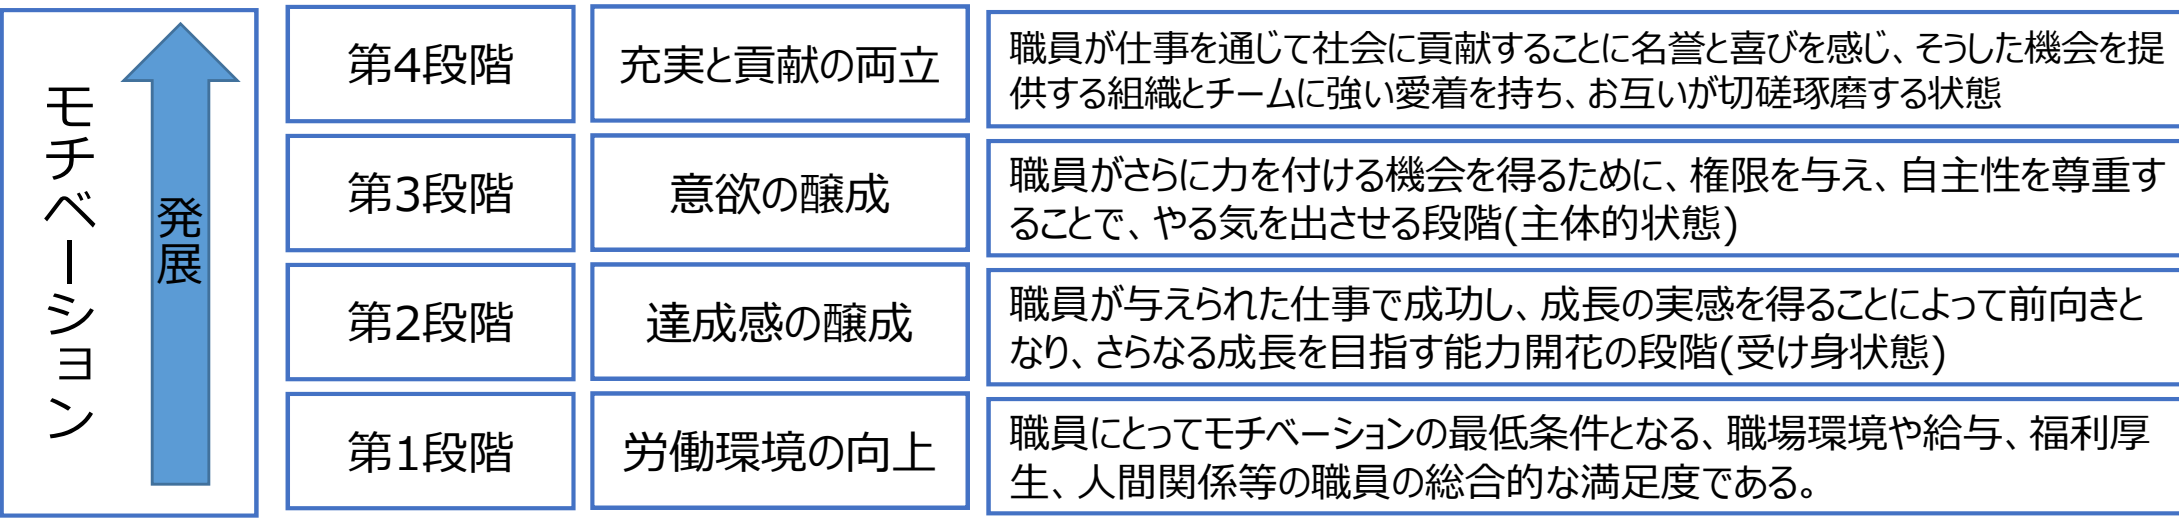 モチベーション
発展
第4段階
充実と貢献の両立
職員が仕事を通じて社会に貢献することに名誉と喜びを感じ、そうした機会を提
供する組織とチームに強い愛着を持ち、お互いが切磋琢磨する状態
第3段階
意欲の醸成
職員がさらに力を付ける機会を得るために、権限を与え、自主性を尊重す
ることで、やる気を出させる段階(主体的状態)
第2段階
達成感の醸成
職員が与えられた仕事で成功し、成長の実感を得ることによって前向きと
なり、さらなる成長を目指す能力開花の段階(受け身状態)
第1段階
労働環境の向上
職員にとってモチベーションの最低条件となる、職場環境や給与、福利厚
生、人間関係等の職員の総合的な満足度である。